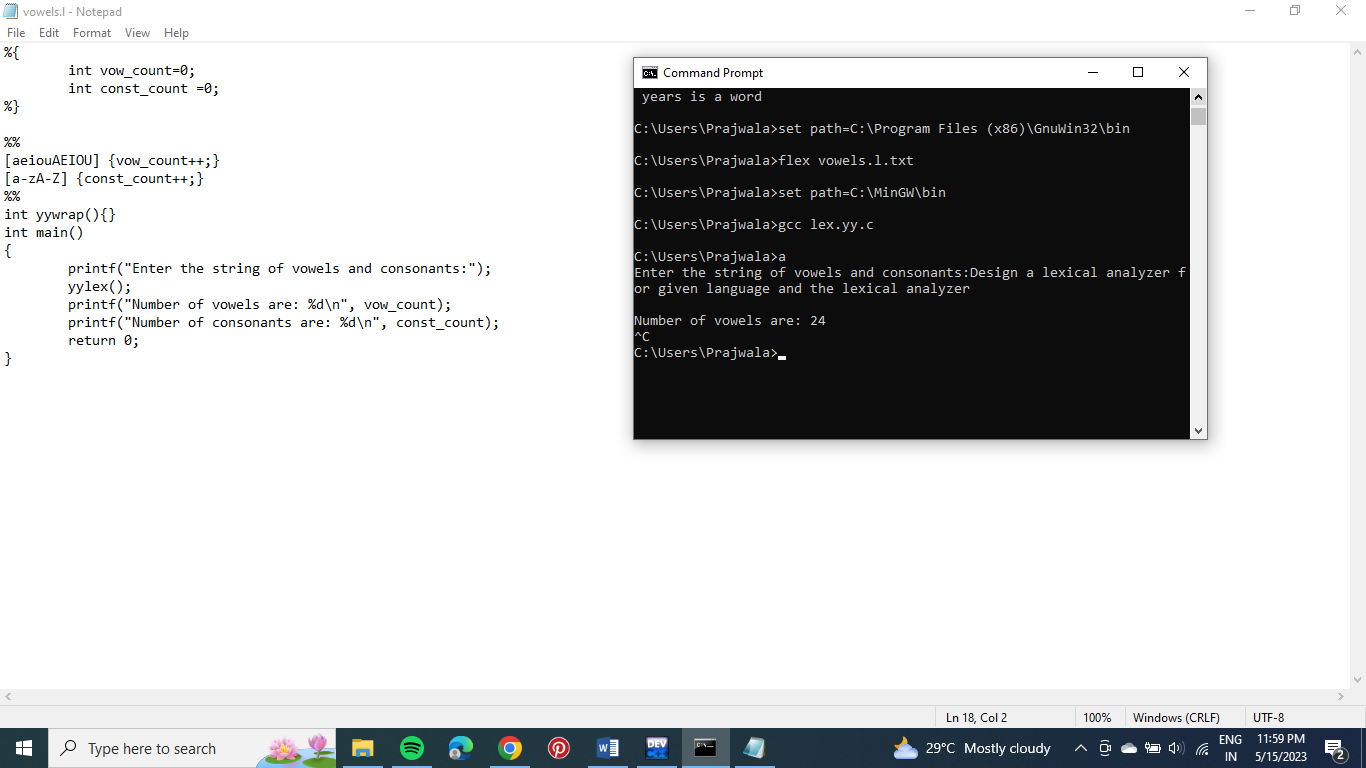 vowels.l - Notepad
File Edit Format View Help
%{
int vow_count=0;
int const_count =0;
%}
%%
[aeiouAEIOU] {vow_count++;}
[a-zA-Z] {const_count++;}
%%
int yywrap(){}
int main()
{
printf("Enter the string of vowels and consonants:");
yylex();
printf("Number of vowels are: %d\n", vow_count);
printf("Number of consonants are: %d\n", const_count);
return 0;
}
C:\. Command Prompt
years is a word
C:\Users\Prajwala>set path=C:\Program Files (x86)\GnuWin32\bin
C:\Users\Prajwala>flex vowels.l.txt
C:\Users\Prajwala>set path=C:\MinGW\bin
C:\Users\Prajwala>gcc lex.yy.c
C:\Users\Prajwala>a
Enter the string of vowels and consonants:Design a lexical analyzer f
or given language and the lexical analyzer
Number of vowels are: 24
^C
C:\Users\Prajwala>
Ln 18, Col 2 100% Windows (CRLF) UTF-8
Type here to search
W
DEV
29°C Mostly cloudy
ENG
IN
11:59 PM
5/15/2023
2